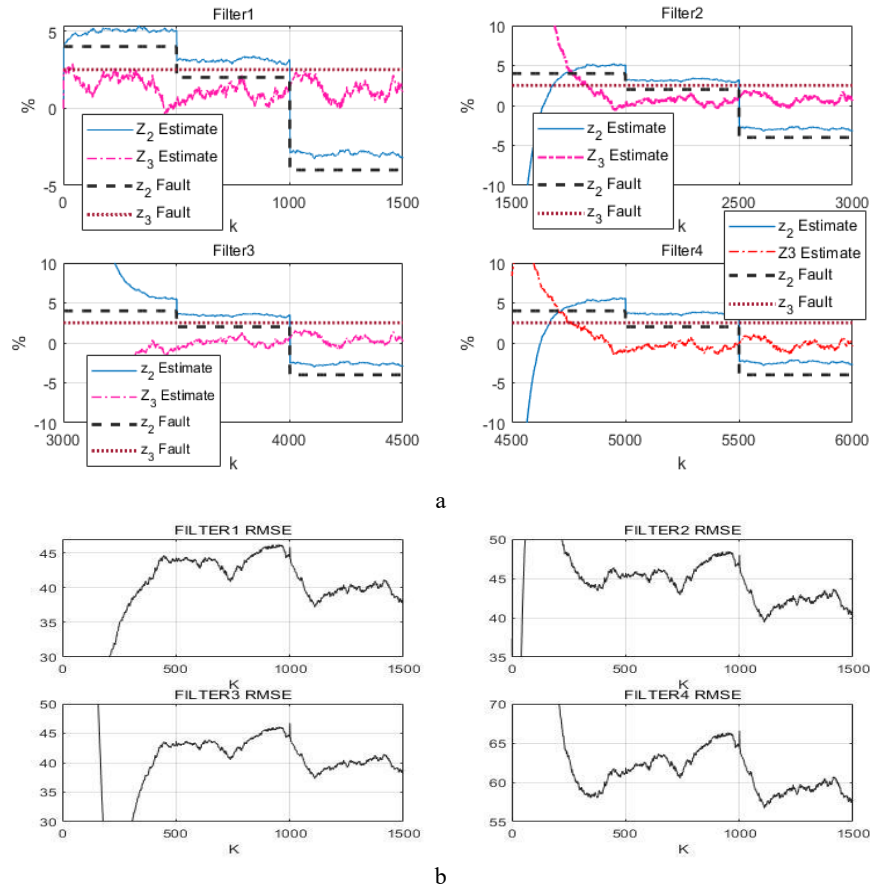 Filter1
%
5
0
-5
0
1000
1500
k
Z2 Estimate
Z3 Estimate
z2 Fault
z3 Fault
Filter2
%
10
5
0
-5
-10
1500
2000
2500
3000
k
z2 Estimate
Z3 Estimate
z2 Fault
z3 Fault
Filter3
%
10
5
0
-5
-10
3000
4000
4500
k
z2 Estimate
Z3 Estimate
z2 Fault
z3 Fault
Filter4
10
5
0
-5
-10
4500
5000
5500
6000
k
z2 Estimate
Z3 Estimate
z2 Fault
z3 Fault
a
FILTER1 RMSE
45
40
35
30
0
500
1000
1500
K
FILTER2 RMSE
50
45
40
35
0
500
1000
1500
K
FILTER3 RMSE
50
45
40
35
30
0
500
1000
1500
K
FILTER4 RMSE
70
65
60
55
0
500
1000
1500
K
b